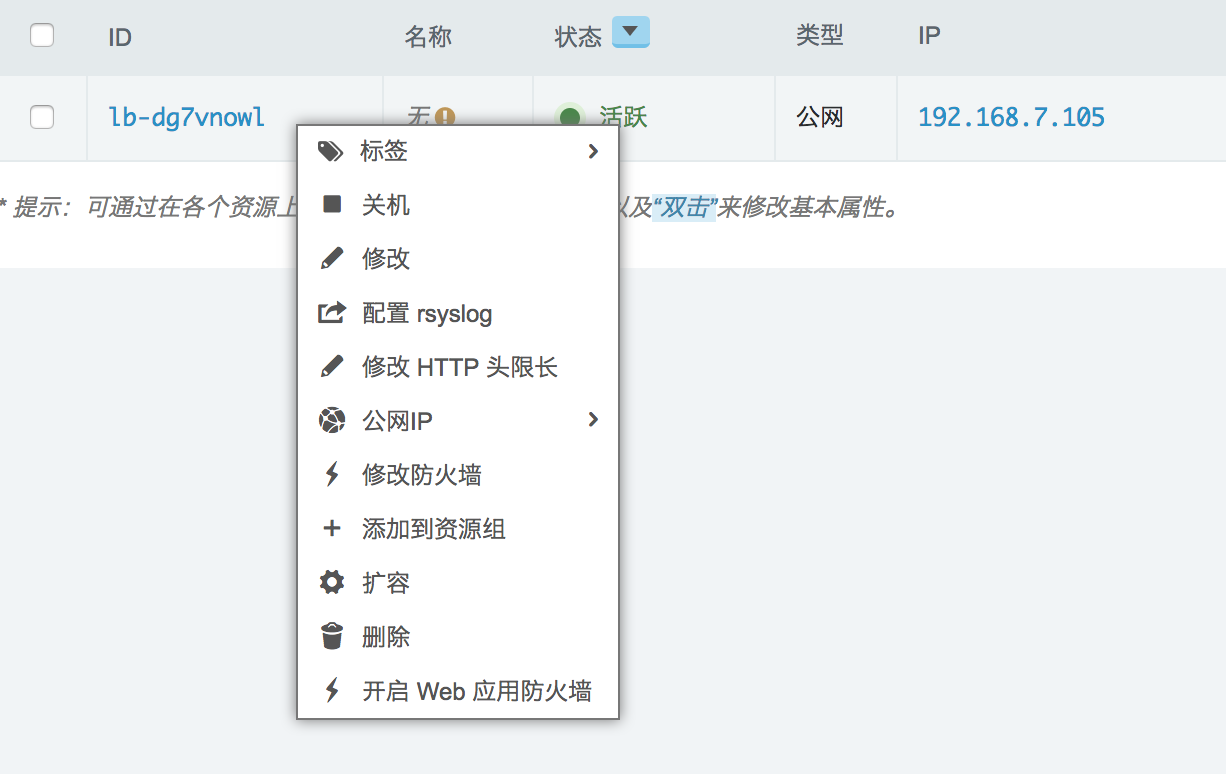 ID 名称 状态 类型 IP
lb-dg7vnowl 无 活跃 公网 192.168.7.105
* 提示：可通过在各个资源上 以及“双击”来修改基本属性。
标签
关机
修改
配置 rsyslog
修改 HTTP 头限长
公网IP
修改防火墙
添加到资源组
扩容
删除
开启 Web 应用防火墙